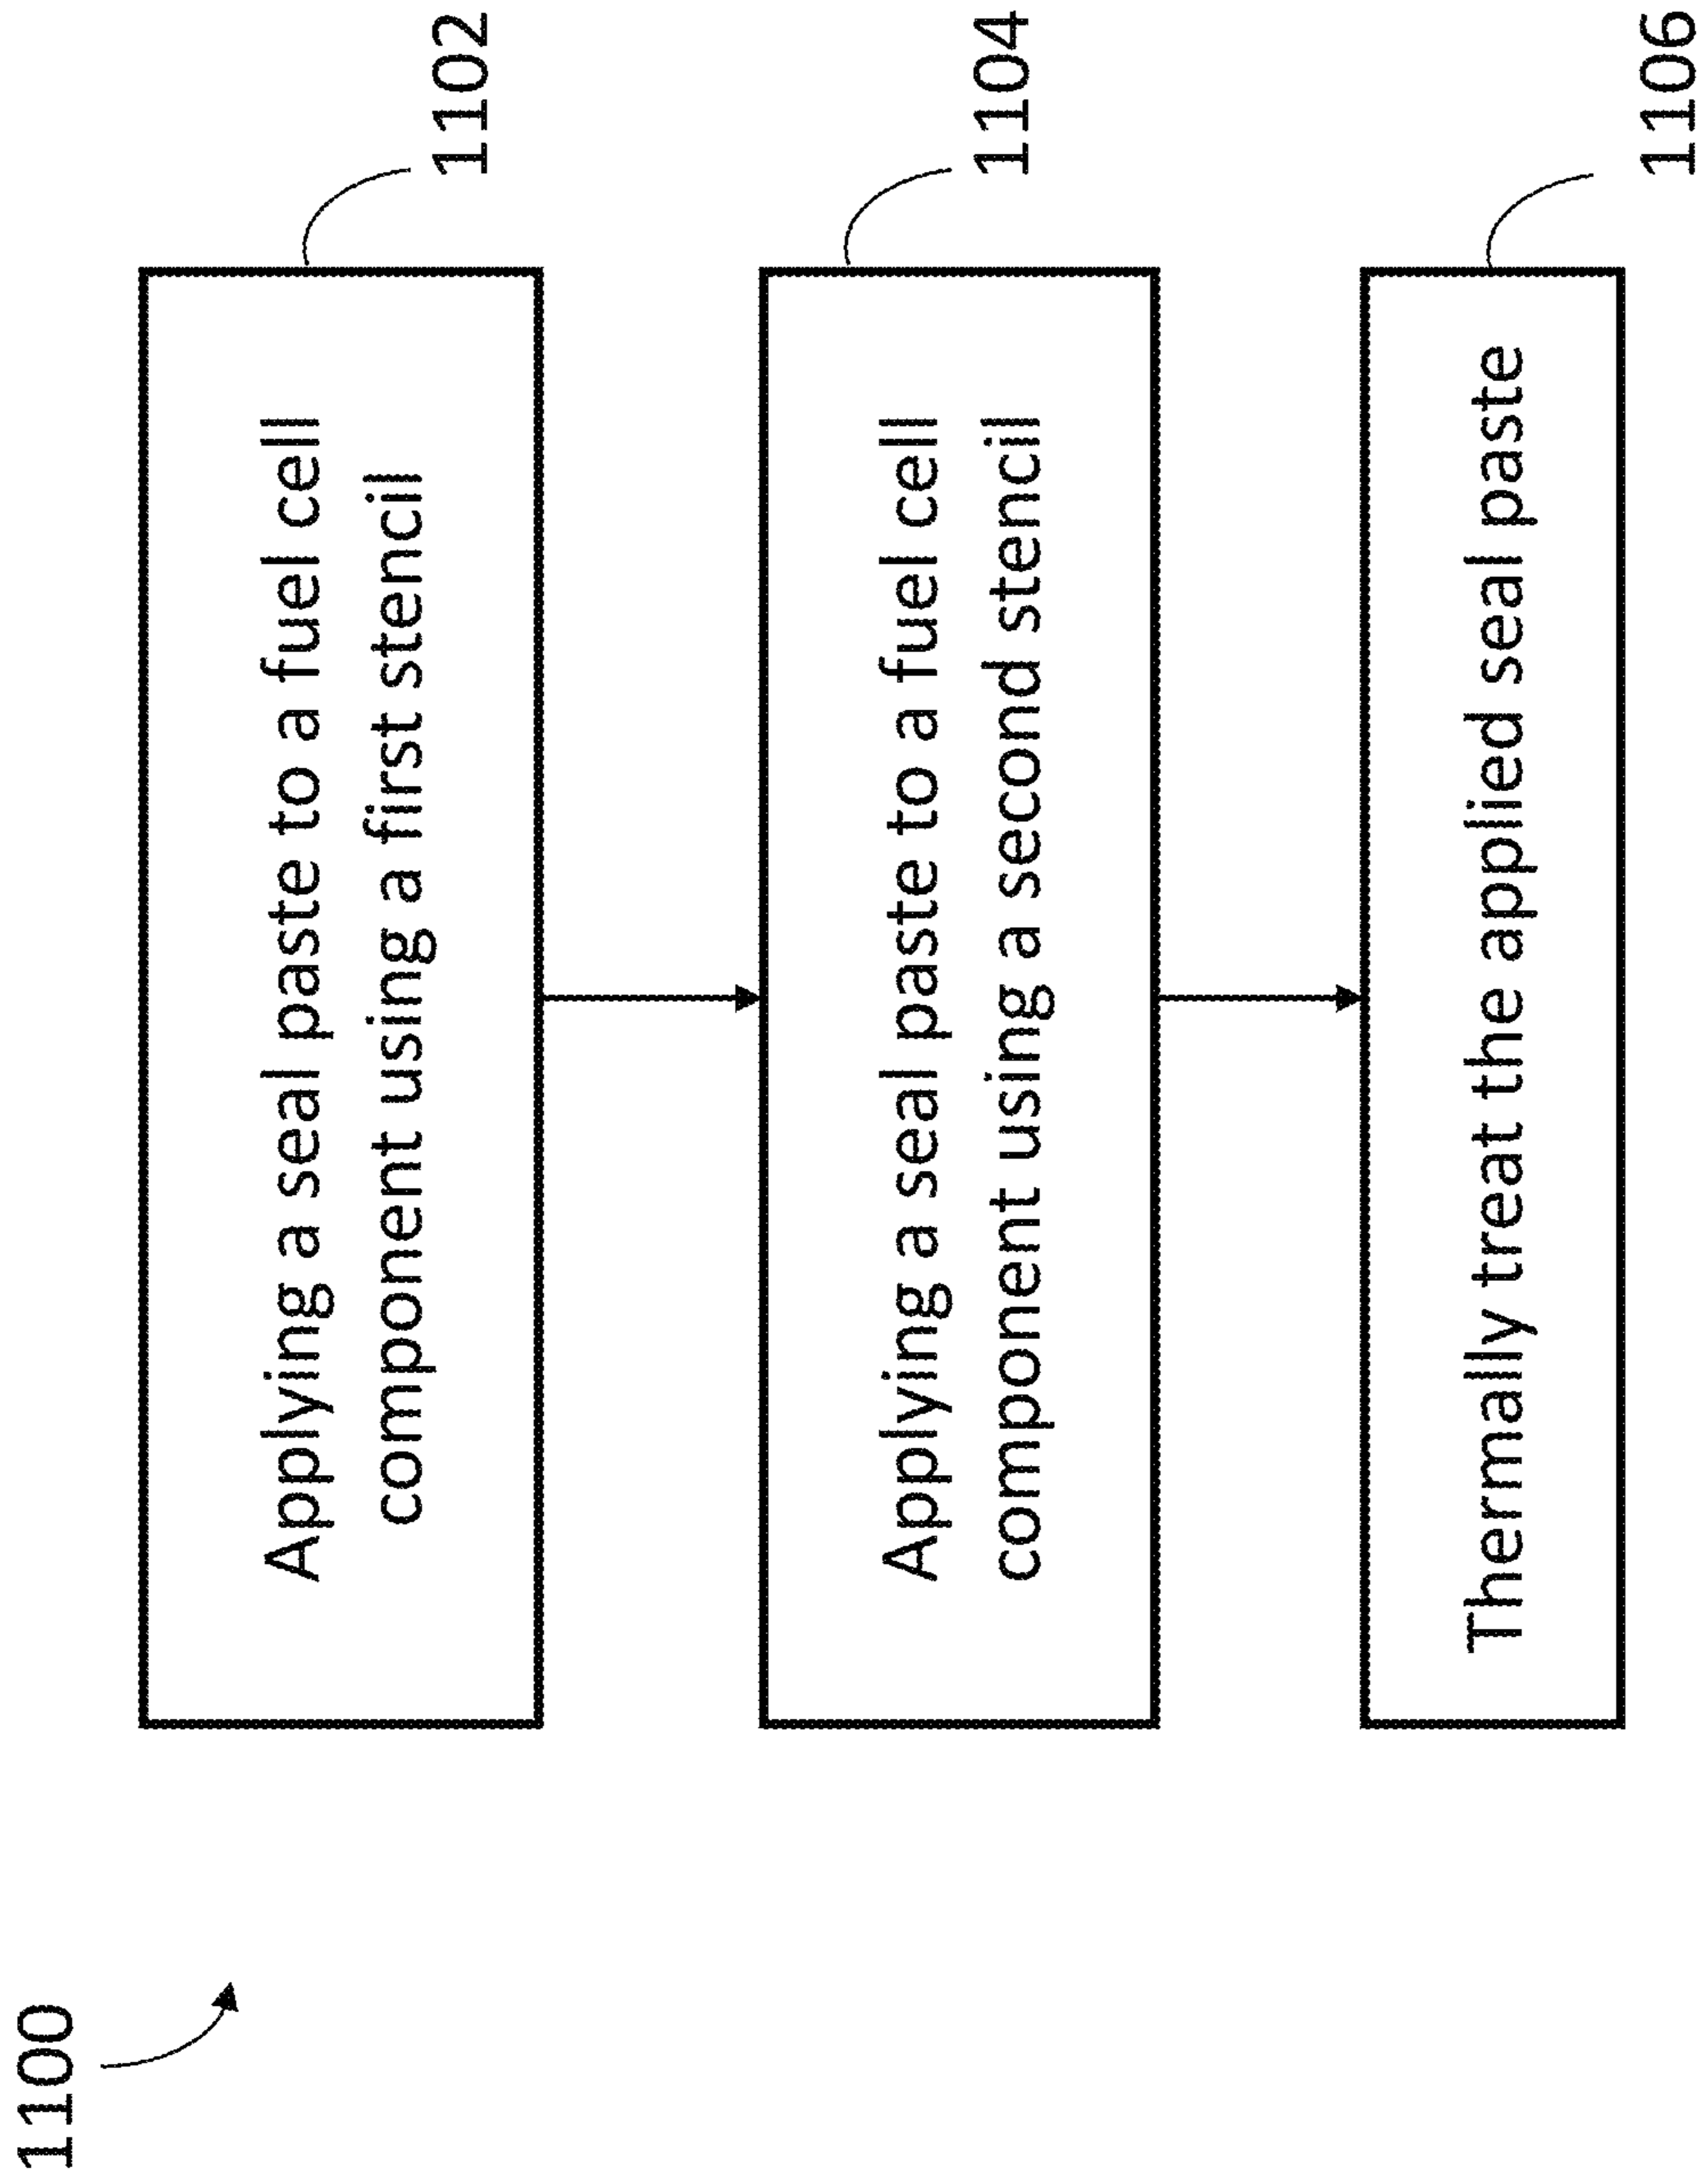 1100
Applying a seal paste to a fuel cell
component using a first stencil
1102
Applying a seal paste to a fuel cell
component using a second stencil
1104
Thermally treat the applied seal paste
1106